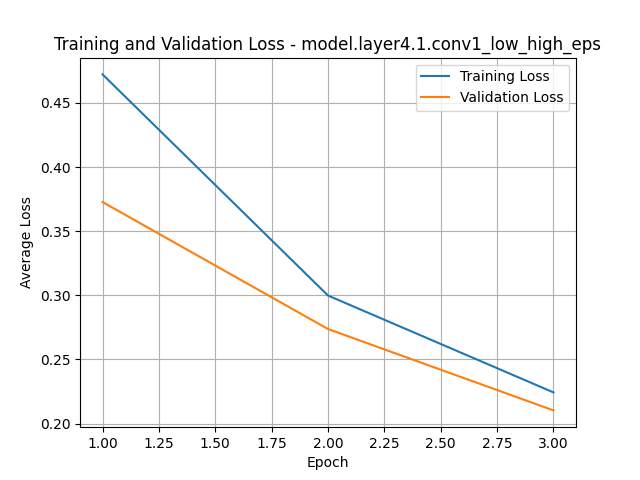 Training and Validation Loss - model.layer4.1.conv1_low_high_eps
Training Loss
Validation Loss
Average Loss
0.45
0.40
0.35
0.30
0.25
0.20
1.00 1.25 1.50 1.75 2.00 2.25 2.50 2.75 3.00
Epoch